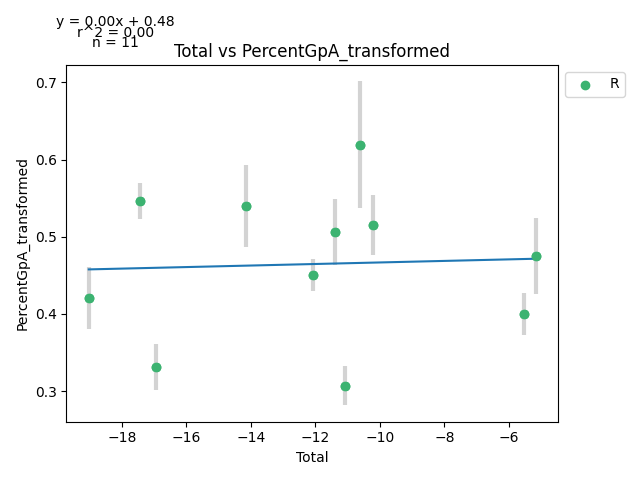 y = 0.00x + 0.48
r^2 = 0.00
n = 11
Total vs PercentGpA_transformed
R
PercentGpA_transformed
0.7
0.6
0.5
0.4
0.3
−18 −16 −14 −12 −10 −8 −6
Total